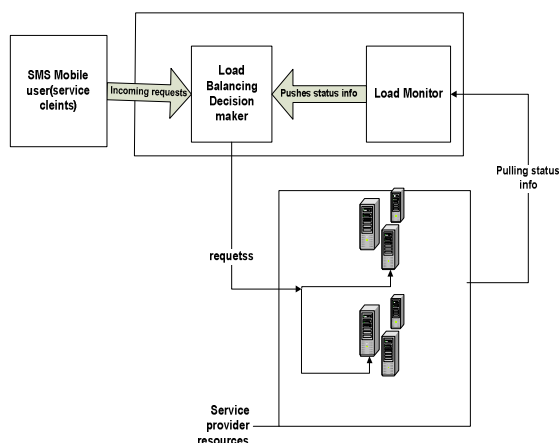 SMS Mobile
user(service
cleints)
Incoming requests
Load
Balancing
Decision
maker
Pushes status info
Load Monitor
Pulling status
info
requetss
Service
provider
resources